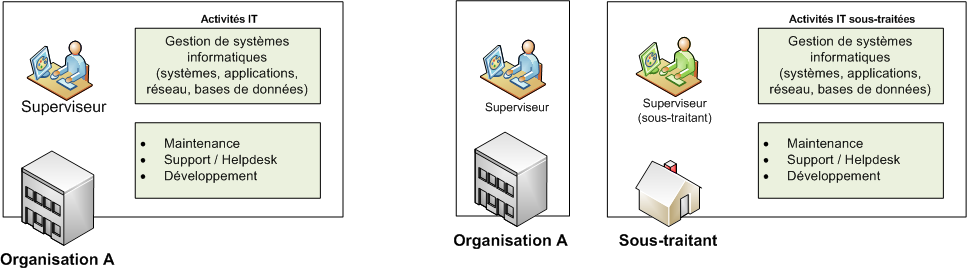 Activités IT
Gestion de systèmes
informatiques
(systèmes, applications,
réseau, bases de données)
Superviseur
• Maintenance
• Support / Helpdesk
• Développement
Organisation A
Superviseur
Organisation A
Activités IT sous-traitées
Gestion de systèmes
informatiques
(systèmes, applications,
réseau, bases de données)
Superviseur
(sous-traitant)
• Maintenance
• Support / Helpdesk
• Développement
Sous-traitant